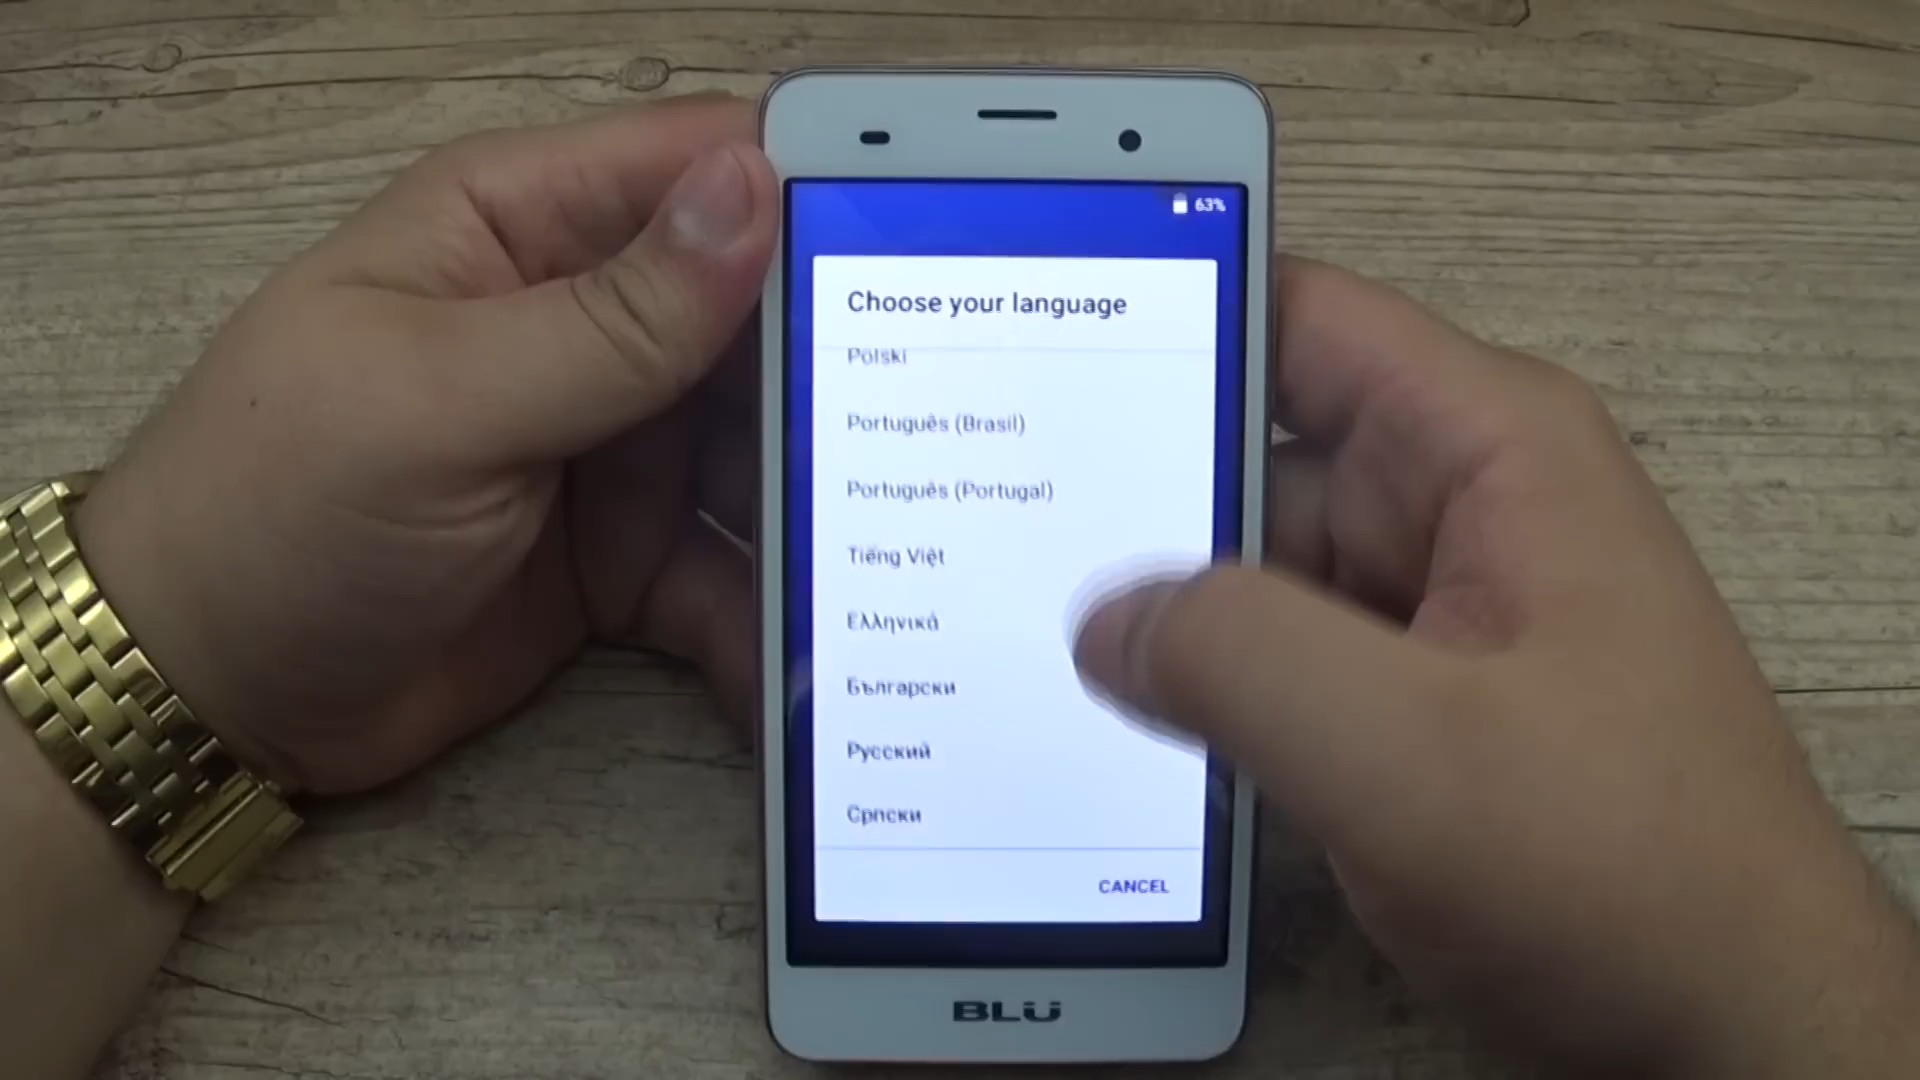 63%
Choose your language
Polski
Português (Brasil)
Português (Portugal)
Tiếng Việt
Ελληνικά
Български
Русский
Српски
CANCEL
BLU